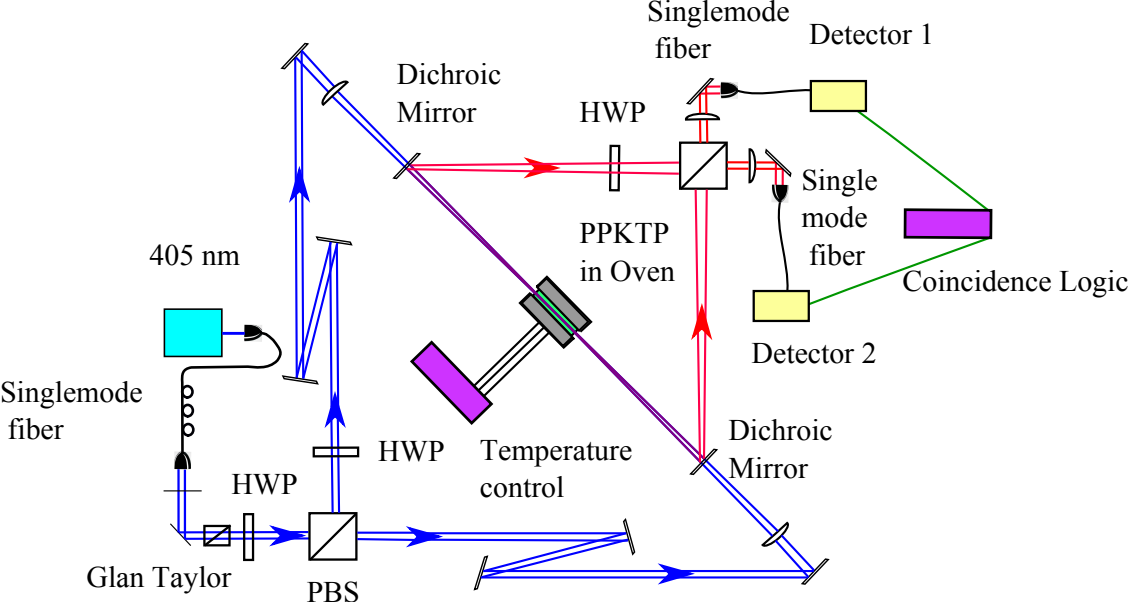 Singlemode
fiber
Detector 1
Dichroic
Mirror
HWP
Single
mode
fiber
PPKTP
in Oven
405 nm
Coincidence Logic
Detector 2
Singlemode
fiber
Dichroic
Mirror
HWP
Temperature
control
HWP
Glan Taylor
PBS